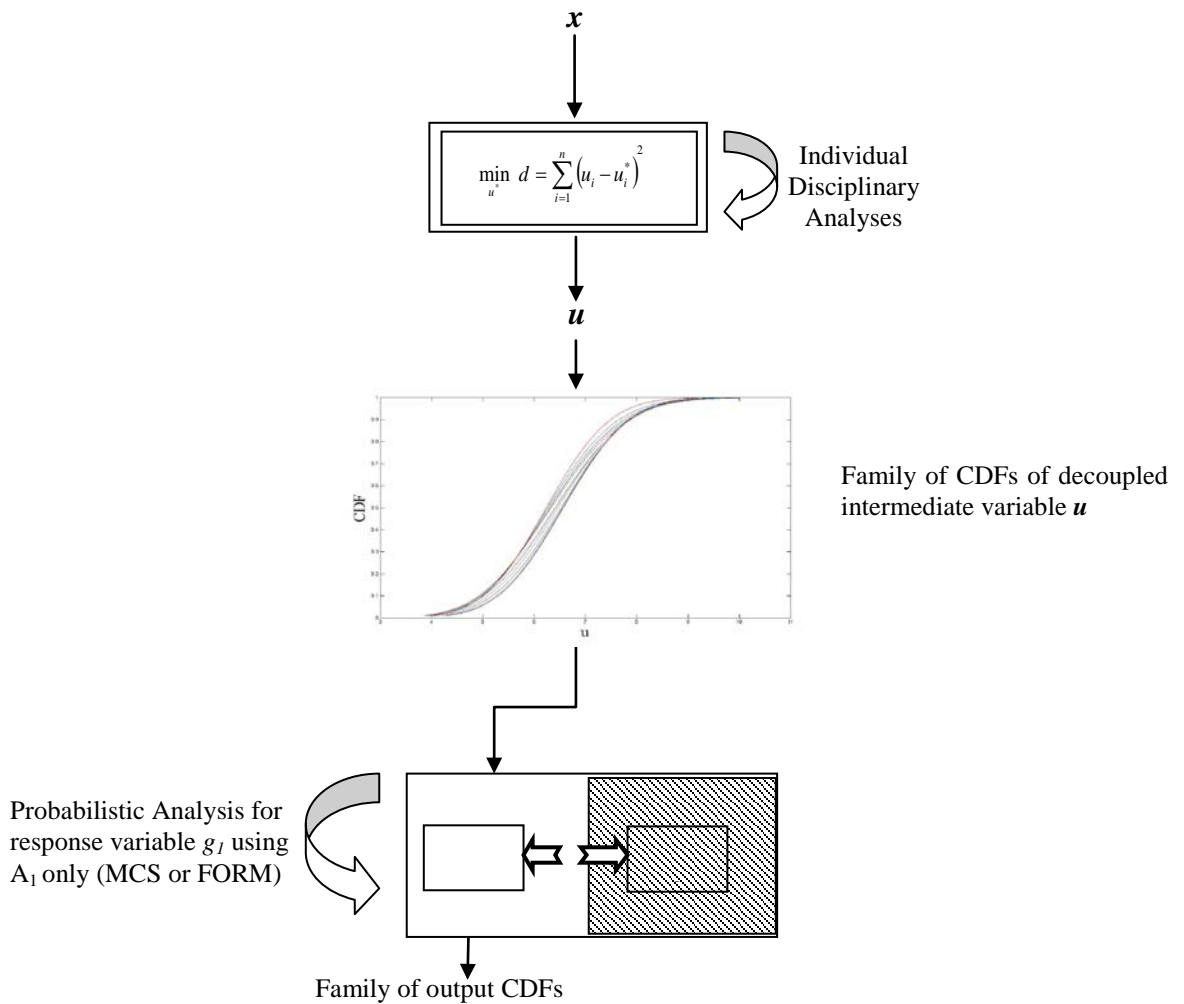 x
min d = ∑ (u_i − u_i^*)^2
u^*
i=1
n
Individual
Disciplinary
Analyses
u
CDF
u
Family of CDFs of decoupled
intermediate variable u
Probabilistic Analysis for
response variable g1 using
A1 only (MCS or FORM)
Family of output CDFs